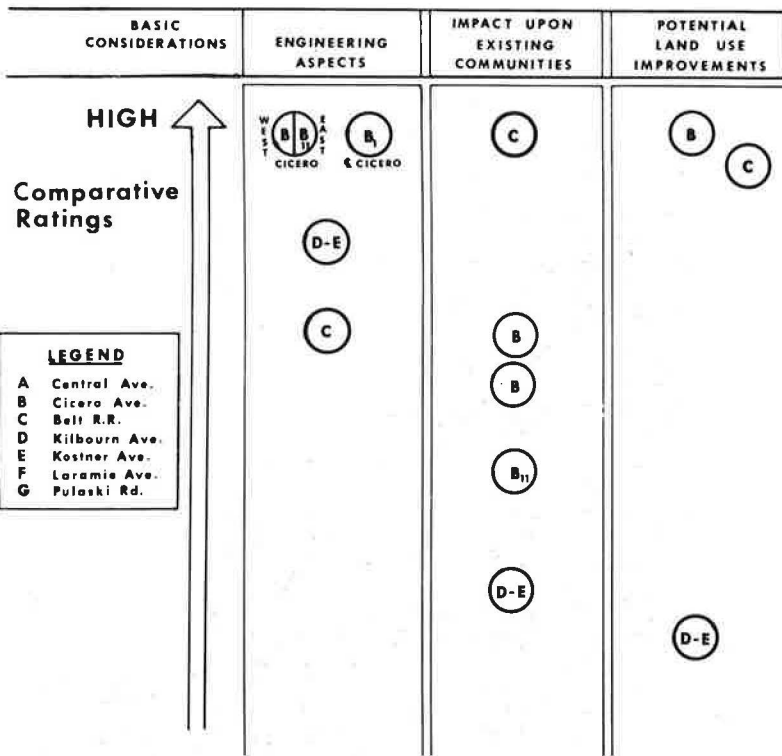 BASIC
CONSIDERATIONS
ENGINEERING
ASPECTS
IMPACT UPON
EXISTING
COMMUNITIES
POTENTIAL
LAND USE
IMPROVEMENTS
HIGH
WEST
B
B11
EAST
CICERO
B1
℄ CICERO
C
B
C
Comparative
Ratings
D-E
C
B
B
B11
D-E
D-E
LEGEND
A Central Ave.
B Cicero Ave.
C Belt R.R.
D Kilbourn Ave.
E Kostner Ave.
F Laramie Ave.
G Pulaski Rd.